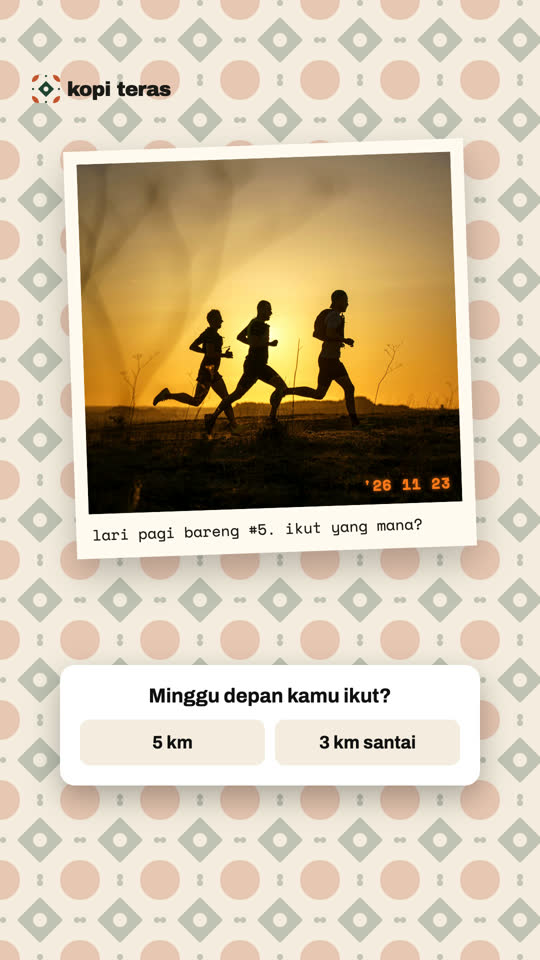 kopi teras
'26 11 23
lari pagi bareng #5. ikut yang mana?
Minggu depan kamu ikut?
5 km
3 km santai